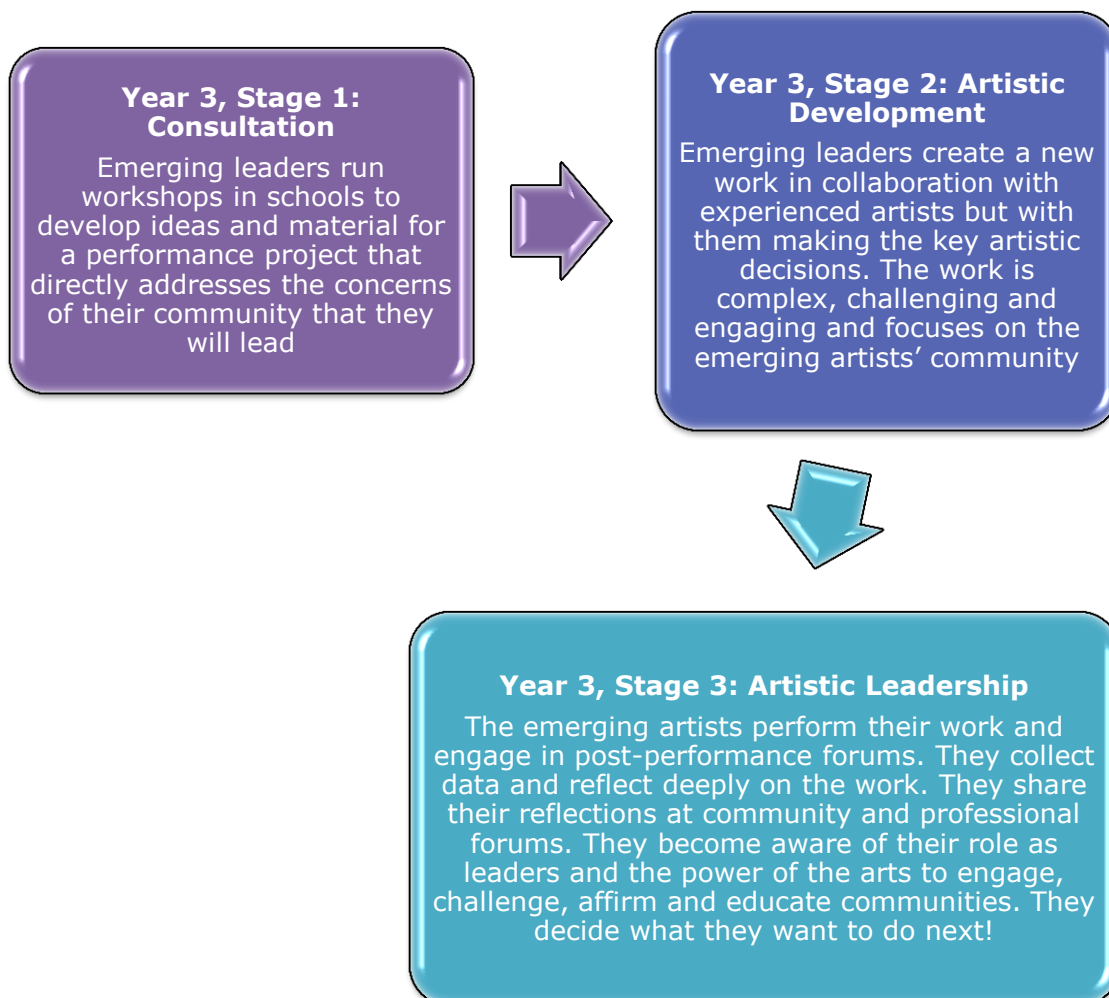 Year 3, Stage 1:
Consultation
Emerging leaders run
workshops in schools to
develop ideas and material for
a performance project that
directly addresses the concerns
of their community that they
will lead
Year 3, Stage 2: Artistic
Development
Emerging leaders create a new
work in collaboration with
experienced artists but with
them making the key artistic
decisions. The work is
complex, challenging and
engaging and focuses on the
emerging artists’ community
Year 3, Stage 3: Artistic Leadership
The emerging artists perform their work and
engage in post-performance forums. They collect
data and reflect deeply on the work. They share
their reflections at community and professional
forums. They become aware of their role as
leaders and the power of the arts to engage,
challenge, affirm and educate communities. They
decide what they want to do next!